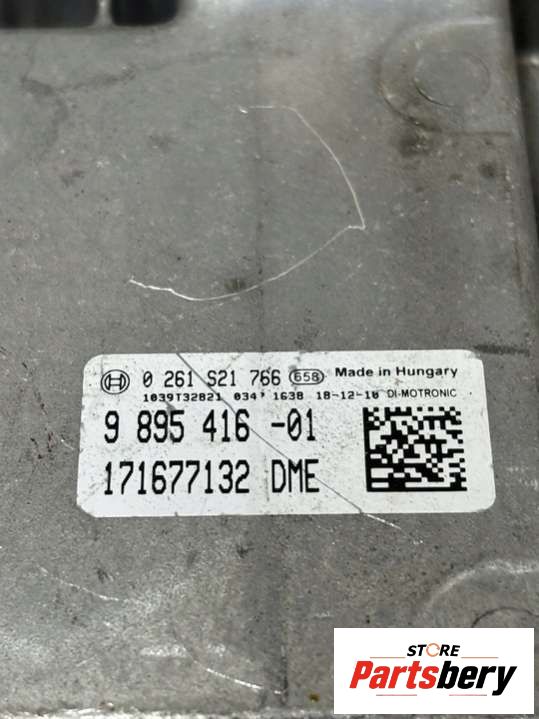 0 261 S21 766 658 Made in Hungary
1039T32821 034* 1638 18-12-18 DI-MOTRONIC
9 895 416 -01
171677132 DME
STORE
Partsbery